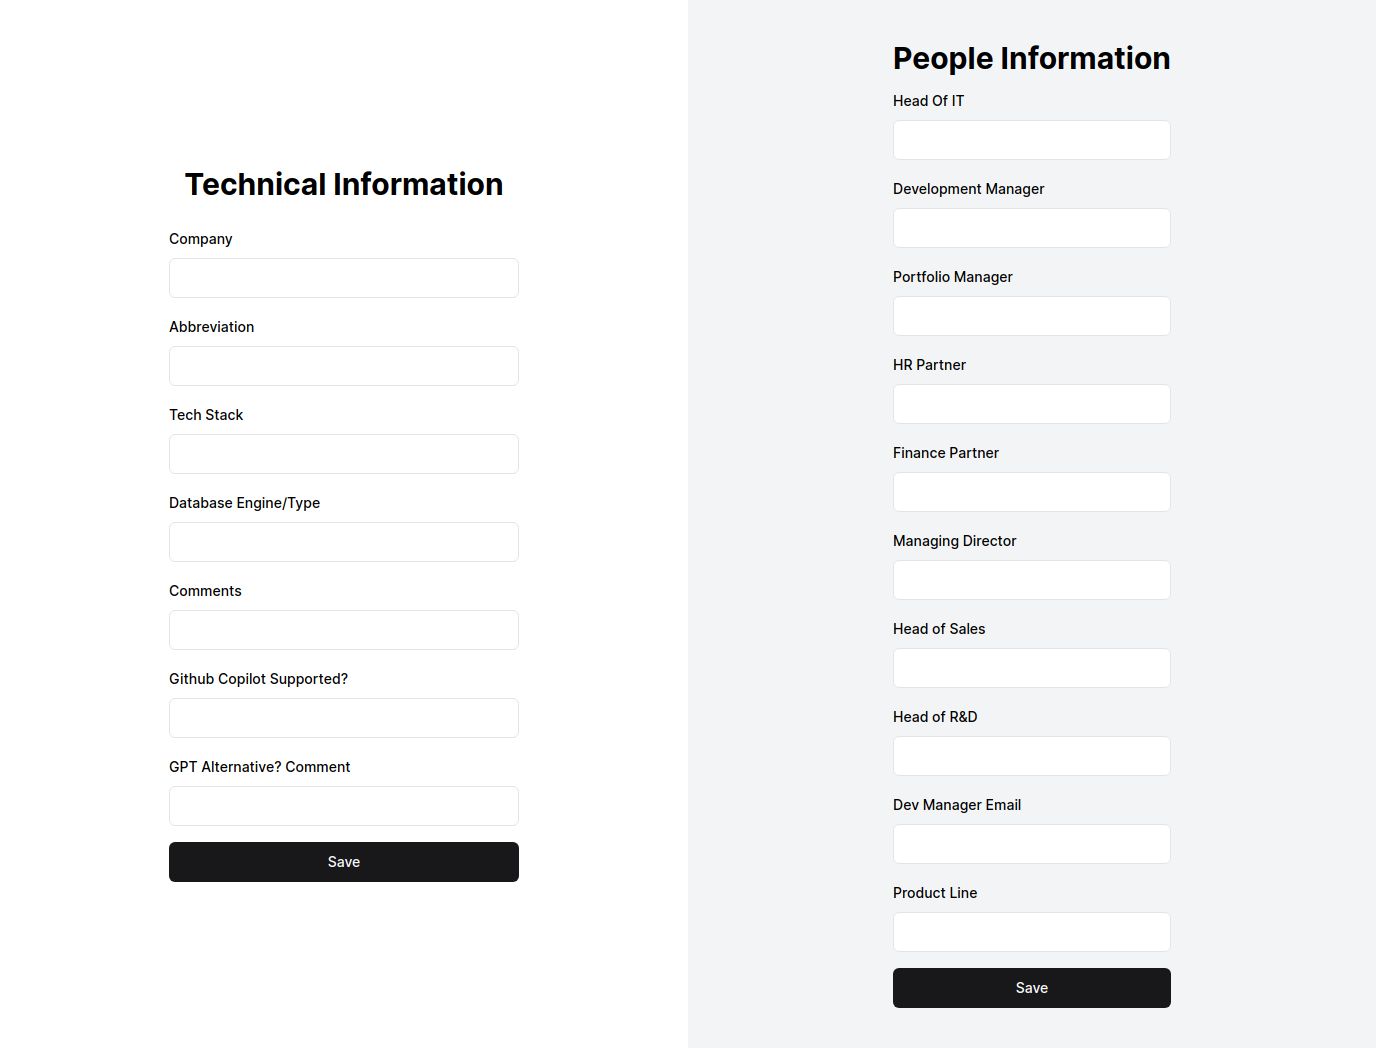 Technical Information
Company
Abbreviation
Tech Stack
Database Engine/Type
Comments
Github Copilot Supported?
GPT Alternative? Comment
Save
People Information
Head Of IT
Development Manager
Portfolio Manager
HR Partner
Finance Partner
Managing Director
Head of Sales
Head of R&D
Dev Manager Email
Product Line
Save